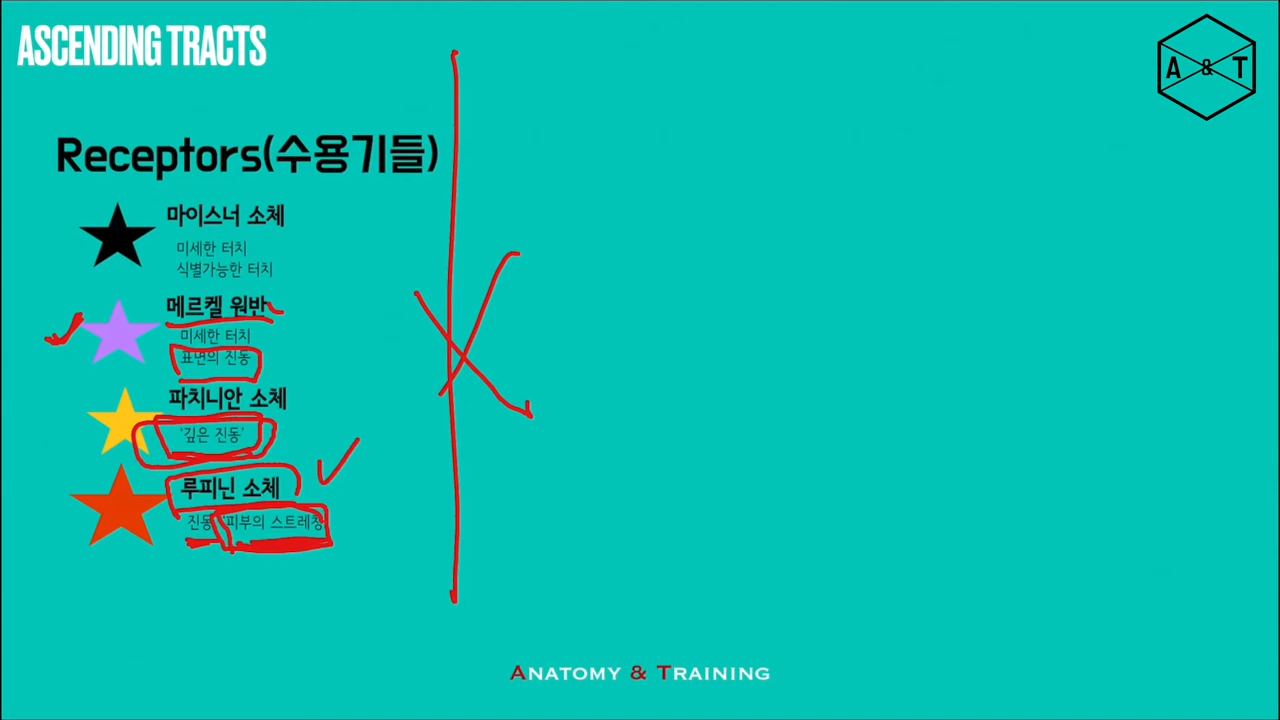 ASCENDING TRACTS
A & T
Receptors(수용기들)
마이스너 소체
미세한 터치
식별가능한 터치
메르켈 원반
미세한 터치
표면의 진동
파치니안 소체
'깊은 진동'
루피닌 소체
진동 '피부의 스트레칭
ANATOMY & TRAINING